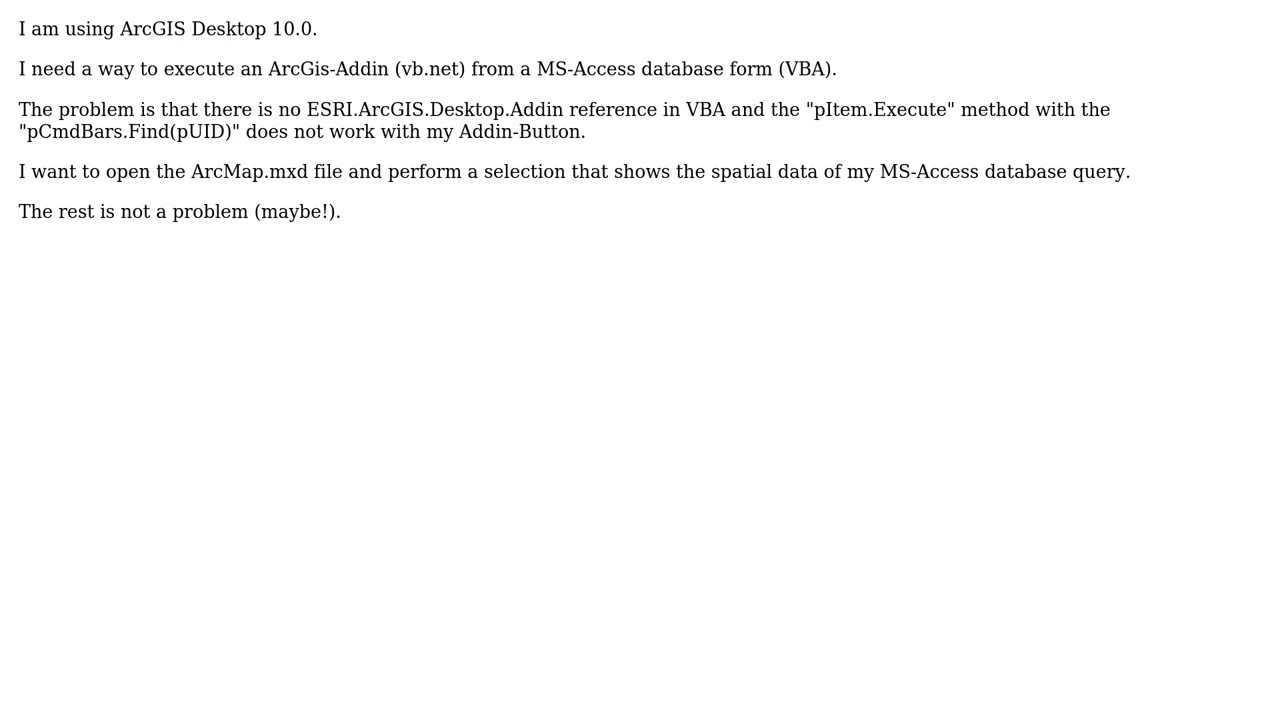 I am using ArcGIS Desktop 10.0.
I need a way to execute an ArcGis-Addin (vb.net) from a MS-Access database form (VBA).
The problem is that there is no ESRI.ArcGIS.Desktop.Addin reference in VBA and the "pItem.Execute" method with the
"pCmdBars.Find(pUID)" does not work with my Addin-Button.
I want to open the ArcMap.mxd file and perform a selection that shows the spatial data of my MS-Access database query.
The rest is not a problem (maybe!).